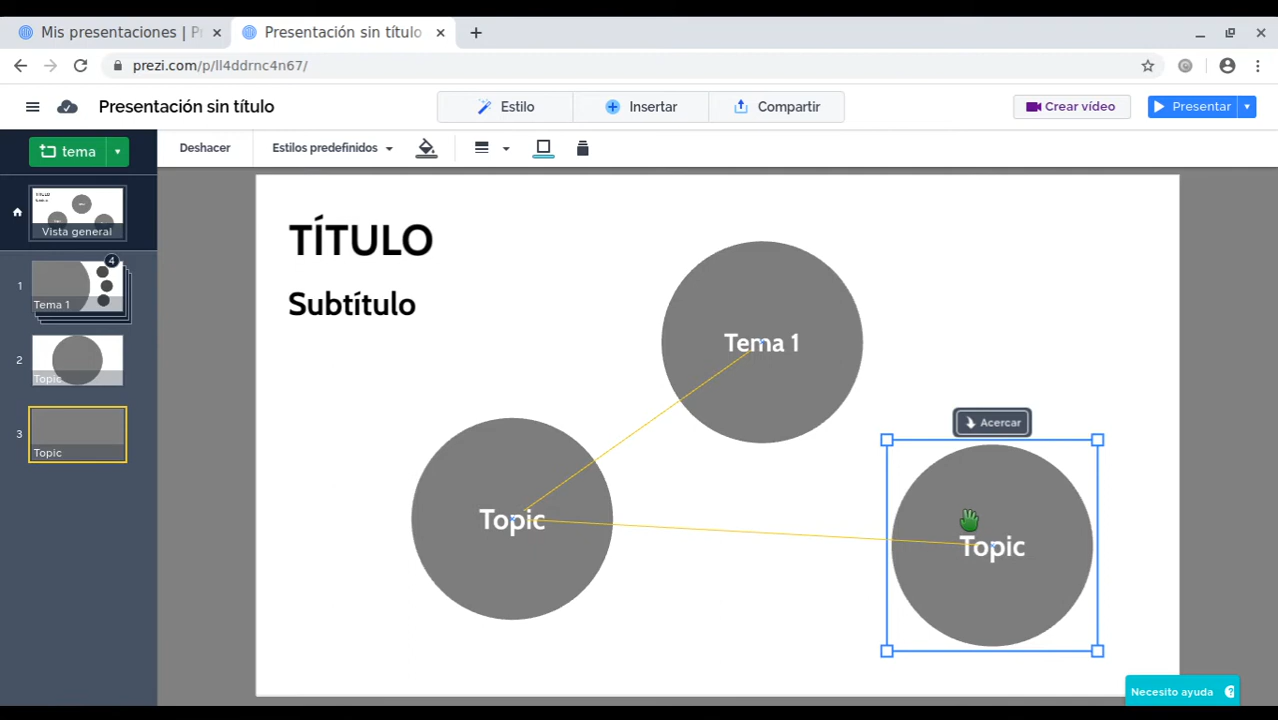 Mis presentaciones | P
Presentación sin título
prezi.com/p/ll4ddrnc4n67/
Presentación sin título
Estilo
Insertar
Compartir
Crear vídeo
Presentar
tema
Deshacer
Estilos predefinidos
Vista general
1
4
Tema 1
2
Topic
3
Topic
TÍTULO
Subtítulo
Tema 1
Topic
Acercar
Topic
Necesito ayuda ?